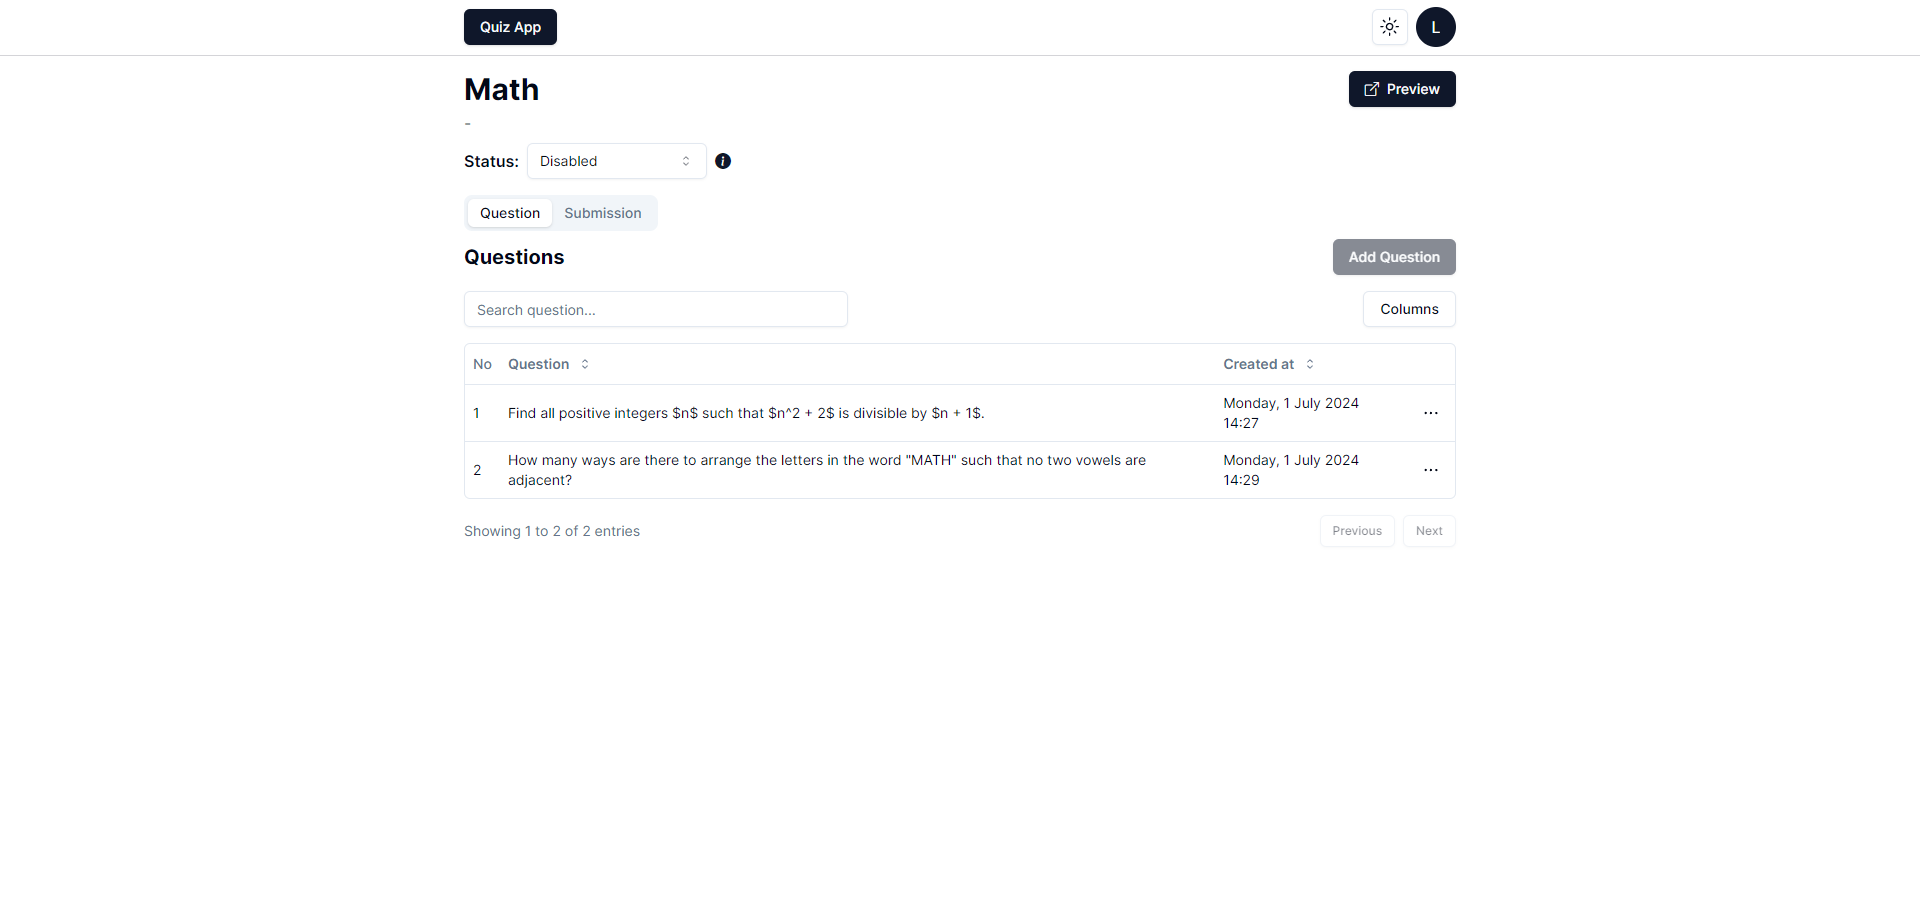 Quiz App
L
Math
Preview
-
Status:
Disabled
Question
Submission
Questions
Add Question
Search question...
Columns
No
Question
Created at
1
Find all positive integers $n$ such that $n^2 + 2$ is divisible by $n + 1$.
Monday, 1 July 2024
14:27
2
How many ways are there to arrange the letters in the word "MATH" such that no two vowels are
adjacent?
Monday, 1 July 2024
14:29
Showing 1 to 2 of 2 entries
Previous
Next